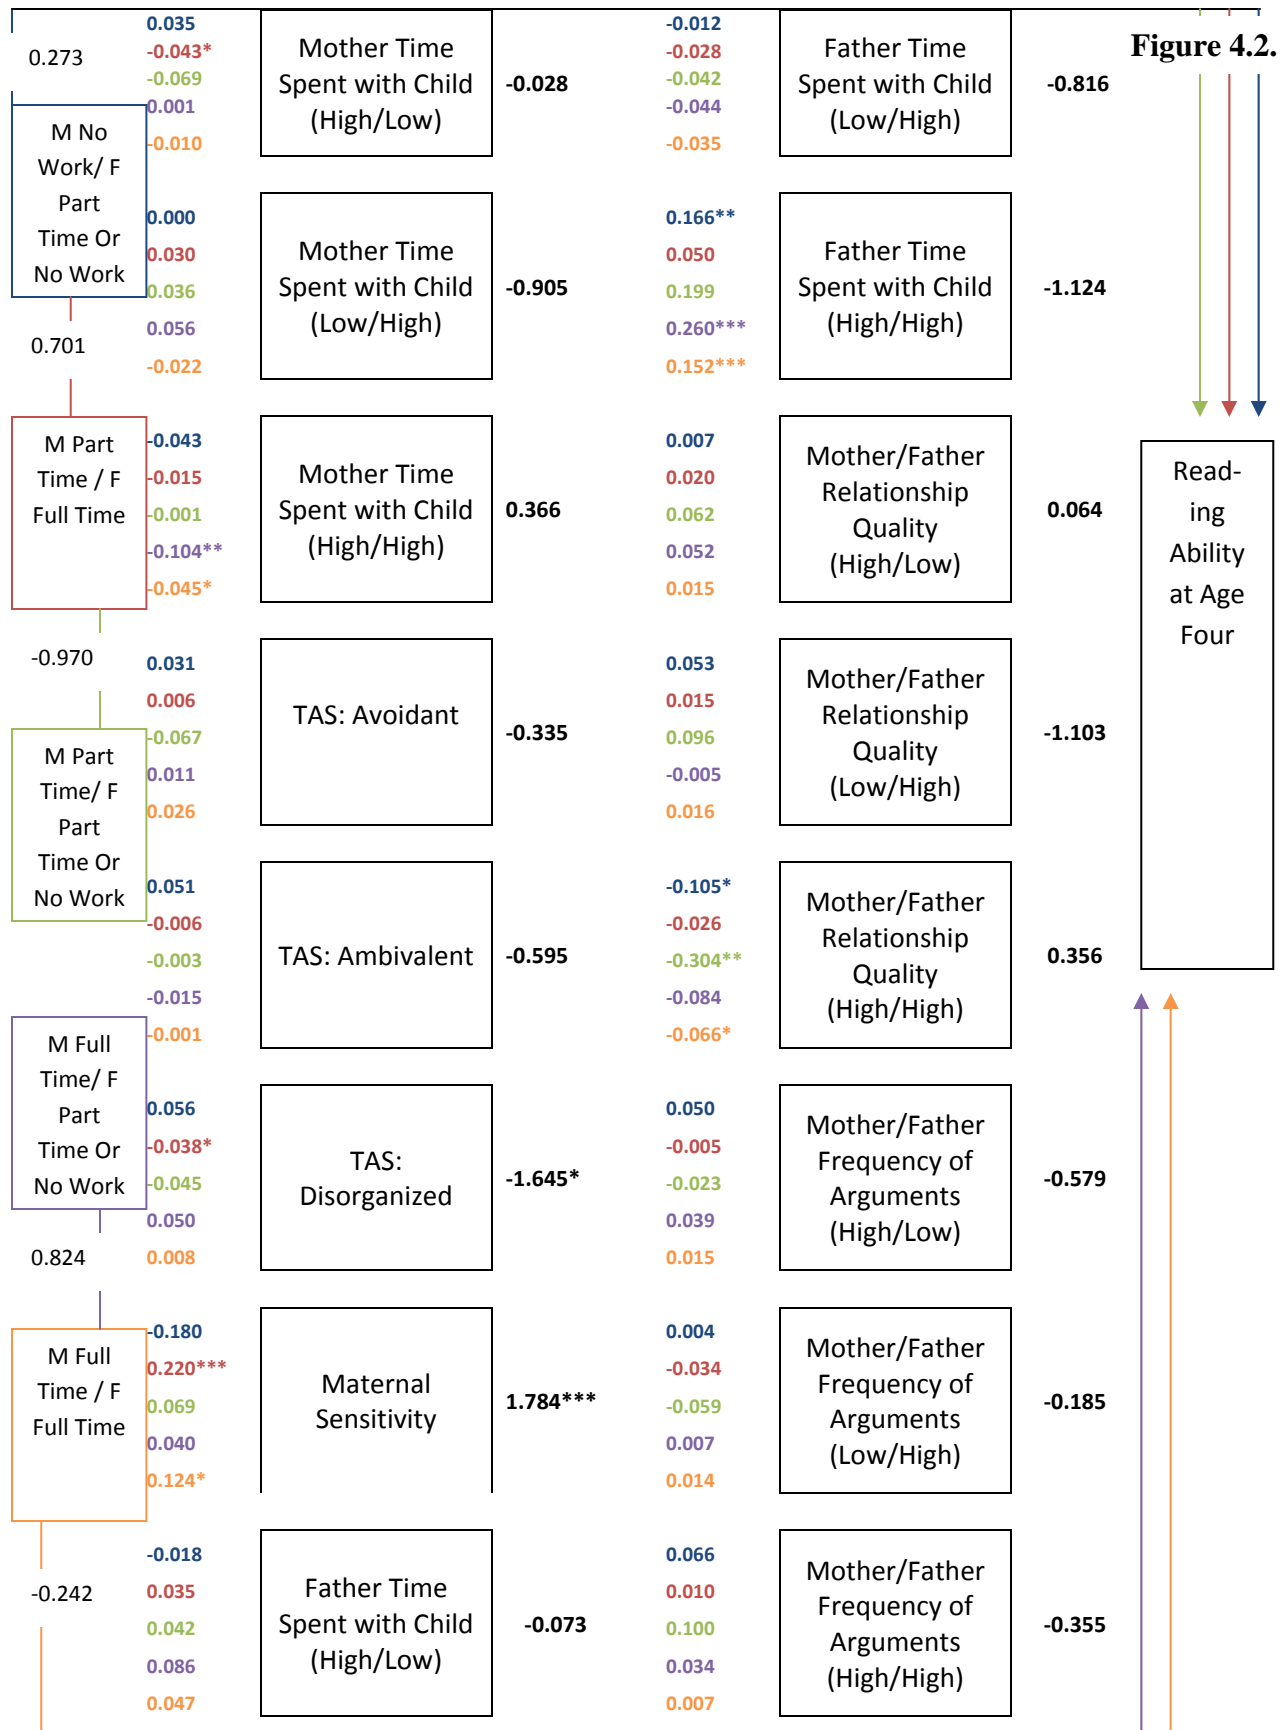 Figure 4.2.
0.273
M No
Work/ F
Part
Time Or
No Work
0.701
M Part
Time / F
Full Time
-0.970
M Part
Time/ F
Part
Time Or
No Work
M Full
Time/ F
Part
Time Or
No Work
0.824
M Full
Time / F
Full Time
-0.242
0.035
-0.043*
-0.069
0.001
-0.010
Mother Time
Spent with Child
(High/Low)
-0.028
0.000
0.030
0.036
0.056
-0.022
Mother Time
Spent with Child
(Low/High)
-0.905
-0.043
-0.015
-0.001
-0.104**
-0.045*
Mother Time
Spent with Child
(High/High)
0.366
0.031
0.006
-0.067
0.011
0.026
TAS: Avoidant
-0.335
0.051
-0.006
-0.003
-0.015
-0.001
TAS: Ambivalent
-0.595
0.056
-0.038*
-0.045
0.050
0.008
TAS:
Disorganized
-1.645*
-0.180
0.220***
0.069
0.040
0.124*
Maternal
Sensitivity
1.784***
-0.018
0.035
0.042
0.086
0.047
Father Time
Spent with Child
(High/Low)
-0.073
-0.012
-0.028
-0.042
-0.044
-0.035
Father Time
Spent with Child
(Low/High)
-0.816
0.166**
0.050
0.199
0.260***
0.152***
Father Time
Spent with Child
(High/High)
-1.124
0.007
0.020
0.062
0.052
0.015
Mother/Father
Relationship
Quality
(High/Low)
0.064
0.053
0.015
0.096
-0.005
0.016
Mother/Father
Relationship
Quality
(Low/High)
-1.103
-0.105*
-0.026
-0.304**
-0.084
-0.066*
Mother/Father
Relationship
Quality
(High/High)
0.356
0.050
-0.005
-0.023
0.039
0.015
Mother/Father
Frequency of
Arguments
(High/Low)
-0.579
0.004
-0.034
-0.059
0.007
0.014
Mother/Father
Frequency of
Arguments
(Low/High)
-0.185
0.066
0.010
0.100
0.034
0.007
Mother/Father
Frequency of
Arguments
(High/High)
-0.355
Read-
ing
Ability
at Age
Four